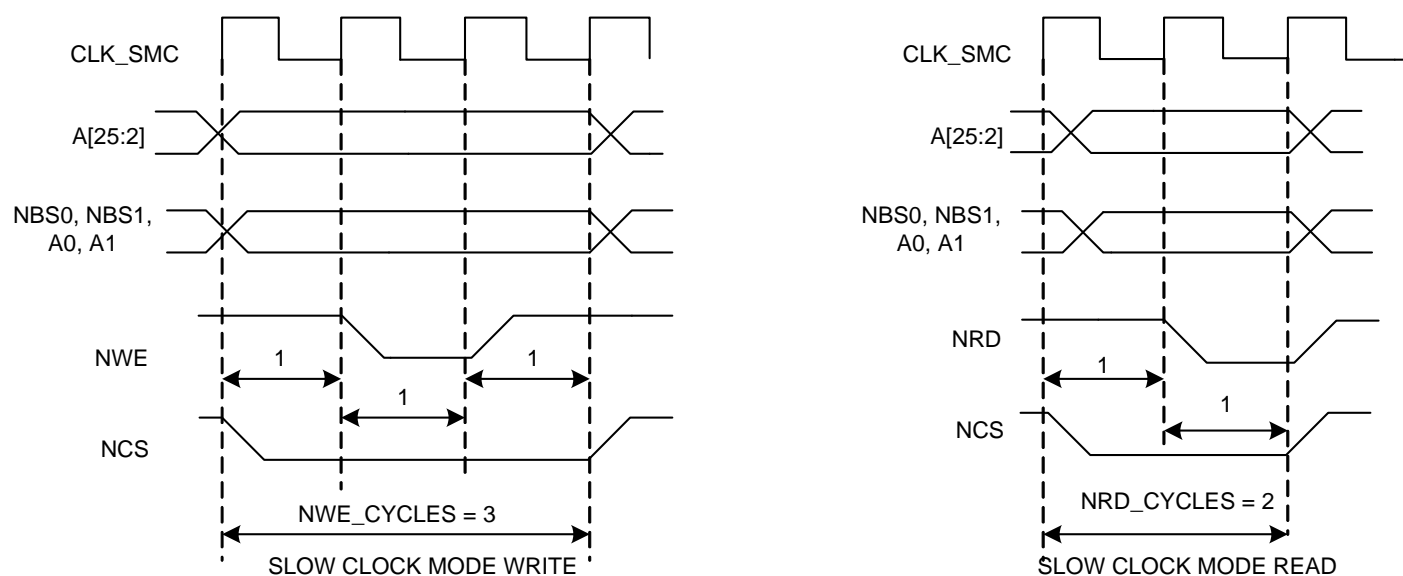 CLK_SMC
A[25:2]
NBS0, NBS1,
A0, A1
NWE
1
1
1
NCS
NWE_CYCLES = 3
SLOW CLOCK MODE WRITE
CLK_SMC
A[25:2]
NBS0, NBS1,
A0, A1
NRD
1
1
NCS
NRD_CYCLES = 2
SLOW CLOCK MODE READ